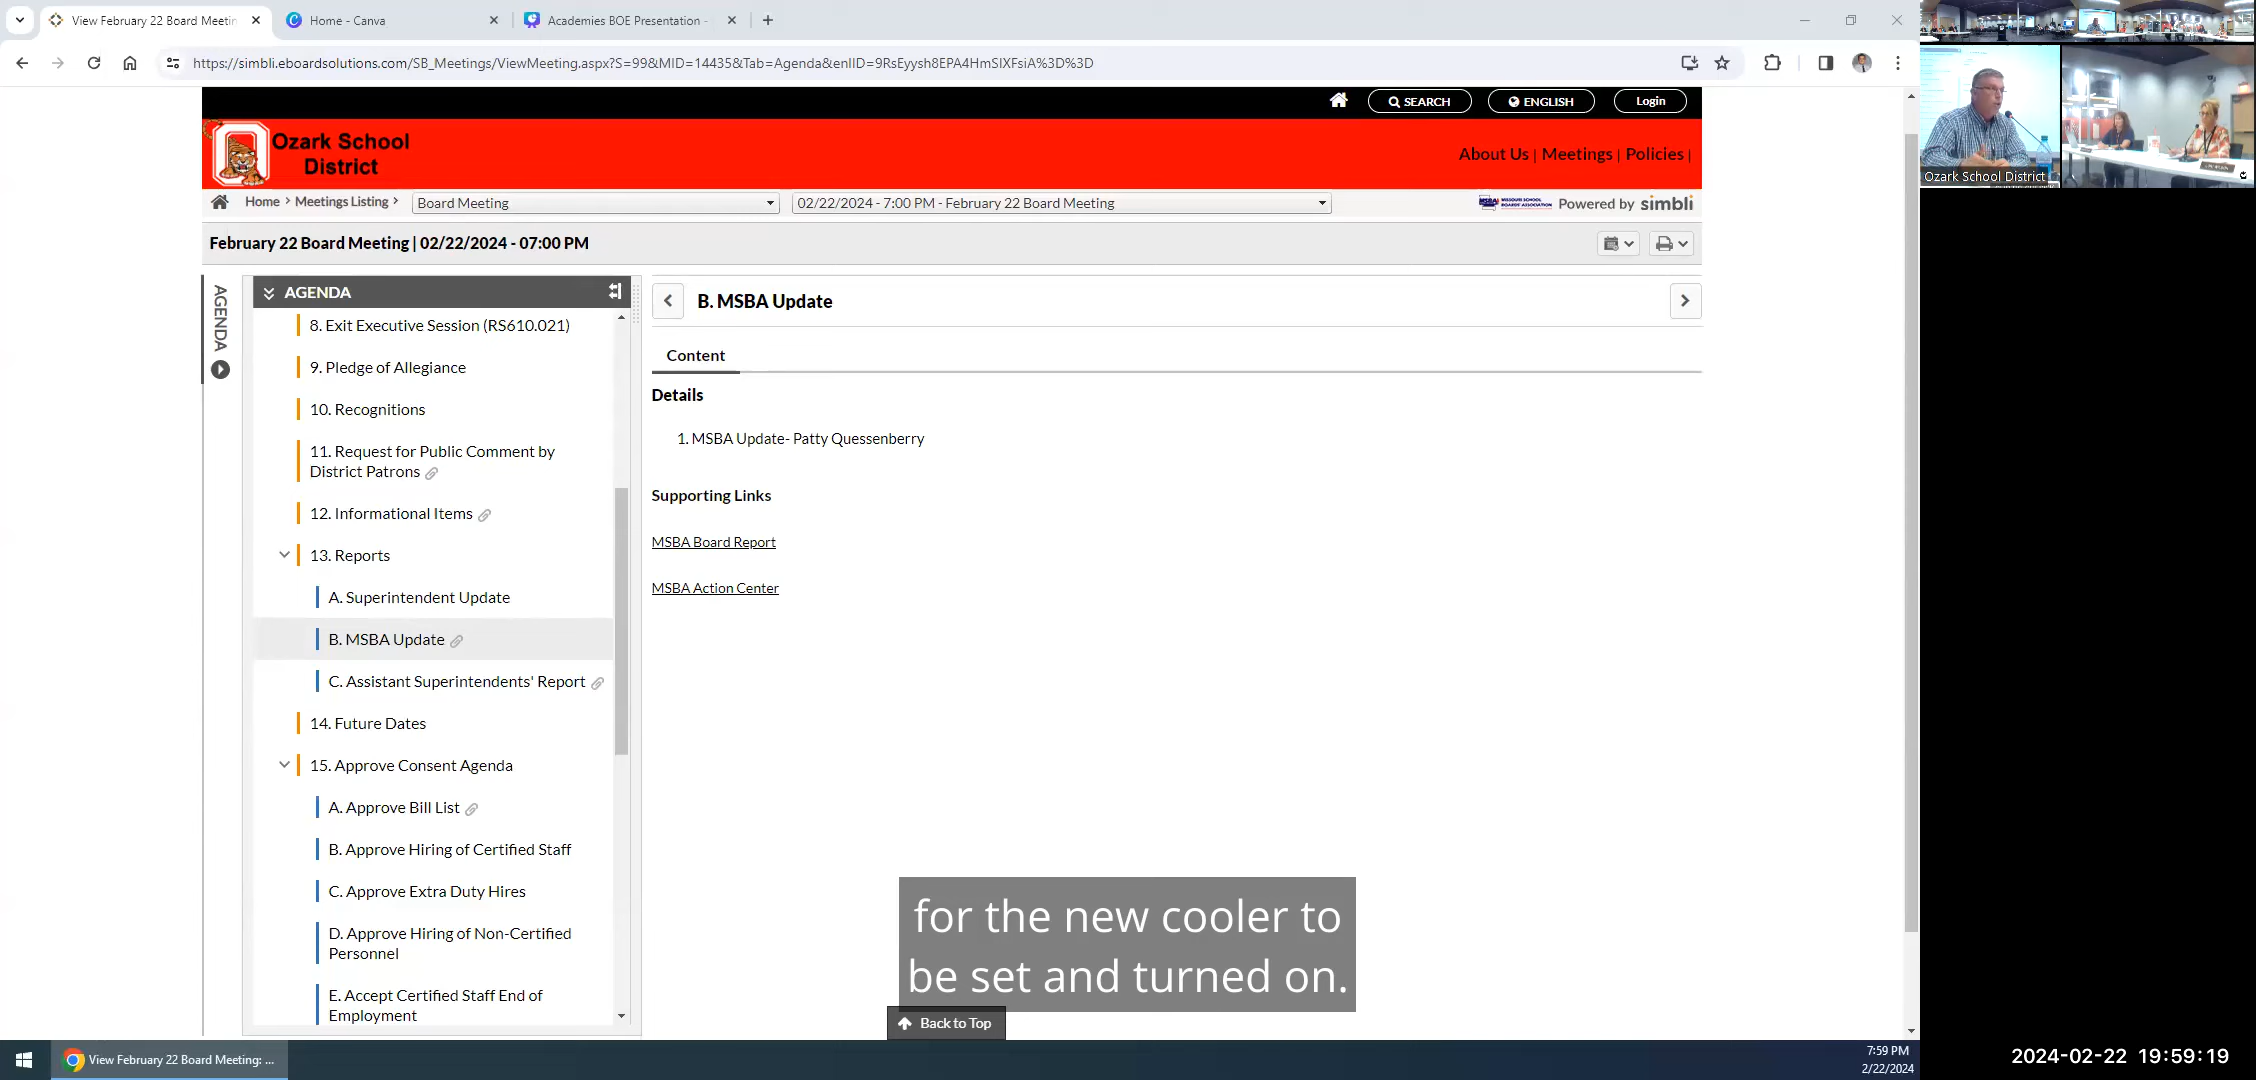 View February 22 Board Meetin
Home - Canva
Academies BOE Presentation -
https://simbli.eboardsolutions.com/SB_Meetings/ViewMeeting.aspx?S=99&MID=14435&Tab=Agenda&enIID=9RsEyysh8EPA4HmSIXFsiA%3D%3D
SEARCH
ENGLISH
Login
Ozark School
District
About Us | Meetings | Policies |
Home > Meetings Listing >
Board Meeting
02/22/2024 - 7:00 PM - February 22 Board Meeting
MSBA
Powered by simbli
February 22 Board Meeting | 02/22/2024 - 07:00 PM
AGENDA
AGENDA
8. Exit Executive Session (RS610.021)
9. Pledge of Allegiance
10. Recognitions
11. Request for Public Comment by
District Patrons
12. Informational Items
13. Reports
A. Superintendent Update
B. MSBA Update
C. Assistant Superintendents' Report
14. Future Dates
15. Approve Consent Agenda
A. Approve Bill List
B. Approve Hiring of Certified Staff
C. Approve Extra Duty Hires
D. Approve Hiring of Non-Certified
Personnel
E. Accept Certified Staff End of
Employment
B. MSBA Update
Content
Details
1. MSBA Update- Patty Quessenberry
Supporting Links
MSBA Board Report
MSBA Action Center
for the new cooler to
be set and turned on.
Back to Top
Ozark School District
View February 22 Board Meeting: ...
7:59 PM
2/22/2024
2024-02-22 19:59:19